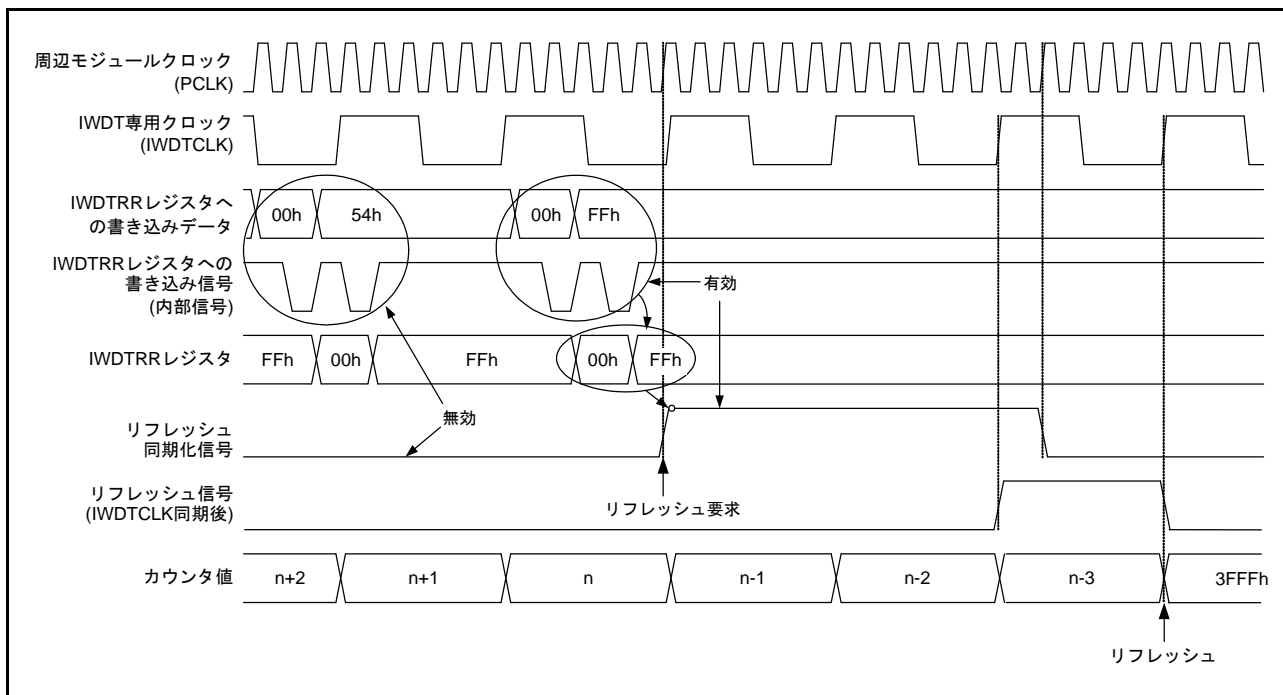 周辺モジュールクロック
(PCLK)
IWDT専用クロック
(IWDTCLK)
IWDTRRレジスタへ
の書き込みデータ
00h
54h
00h
FFh
IWDTRRレジスタへの
書き込み信号
(内部信号)
有効
IWDTRRレジスタ
FFh
00h
FFh
00h
FFh
無効
リフレッシュ
同期化信号
リフレッシュ要求
リフレッシュ信号
(IWDTCLK同期後)
カウンタ値
n+2
n+1
n
n-1
n-2
n-3
3FFFh
リフレッシュ